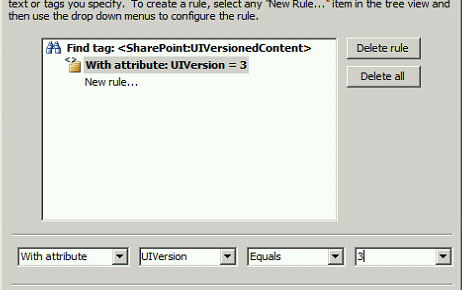 text or tags you specify.  To create a rule, select any "New Rule..." item in the tree view and
then use the drop down menus to configure the rule.
Find tag: <SharePoint:UIVersionedContent>
With attribute: UIVersion = 3
New rule...
Delete rule
Delete all
With attribute
UIVersion
Equals
3